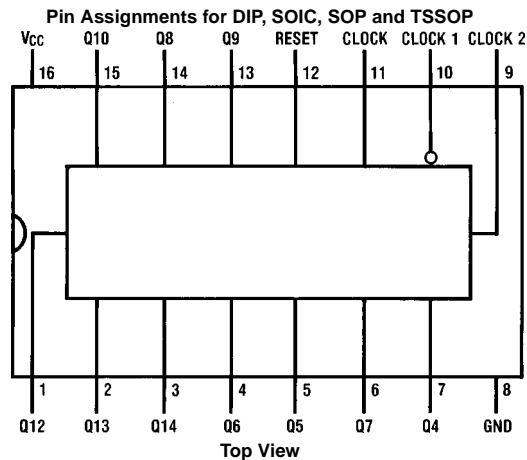 Pin Assignments for DIP, SOIC, SOP and TSSOP
VCC Q10 Q8 Q9 RESET CLOCK CLOCK 1 CLOCK 2
16 15 14 13 12 11 10 9
1 2 3 4 5 6 7 8
Q12 Q13 Q14 Q6 Q5 Q7 Q4 GND
Top View